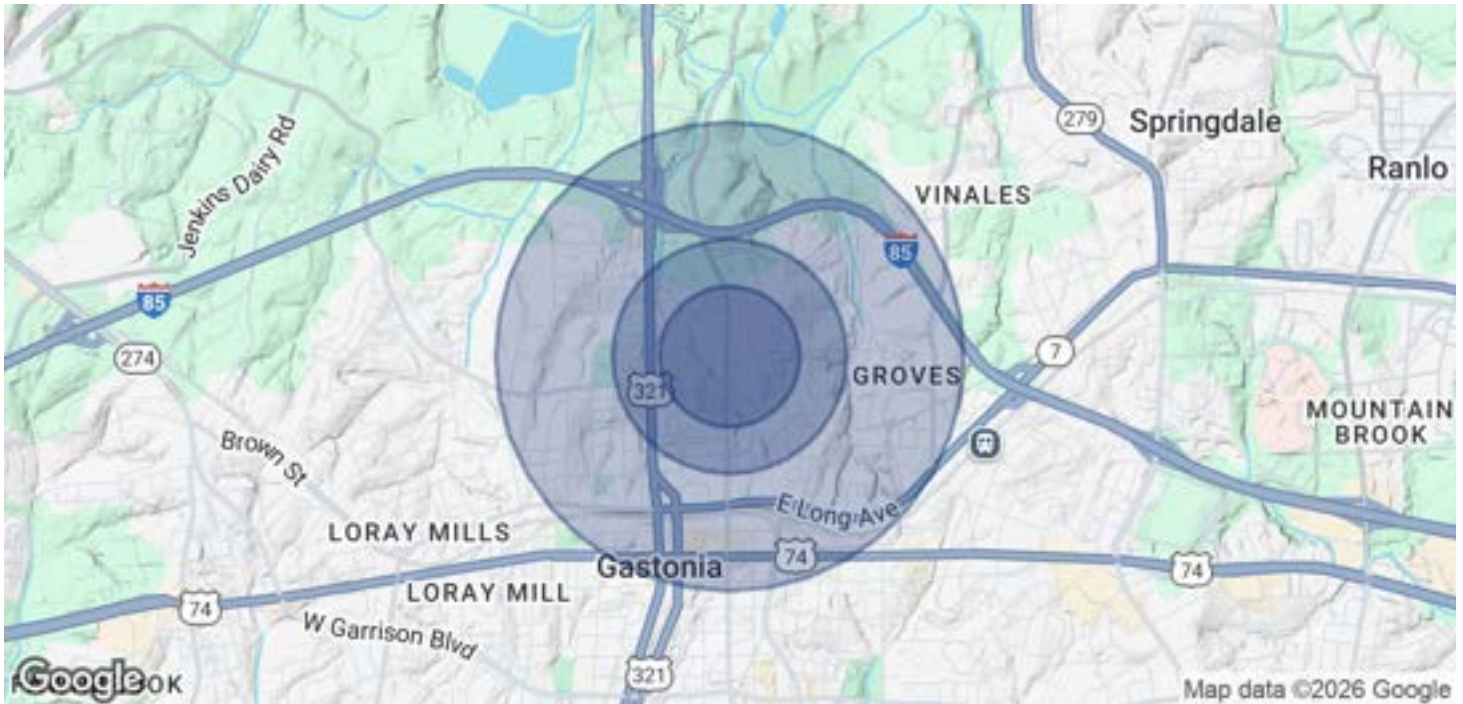 279
Springdale
Jenkins Dairy Rd
Ranlo
VINALES
85
85
274
7
GROVES
321
MOUNTAIN
BROOK
Brown St
E Long Ave
LORAY MILLS
Gastonia
74
74
LORAY MILL
74
W Garrison Blvd
321
Google
OOK
Map data ©2026 Google